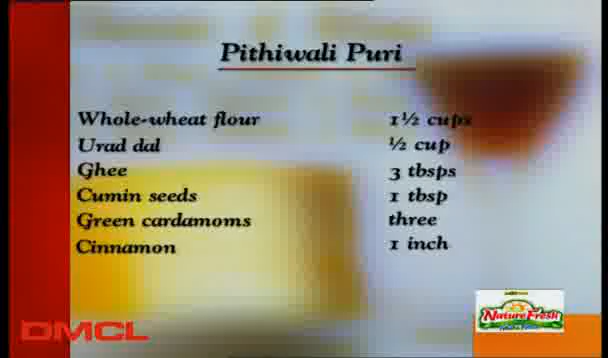 Pithiwali Puri
Whole-wheat flour 1½ cups
Urad dal ½ cup
Ghee 3 tbsps
Cumin seeds 1 tbsp
Green cardamoms three
Cinnamon 1 inch
NatureFresh
DMCL